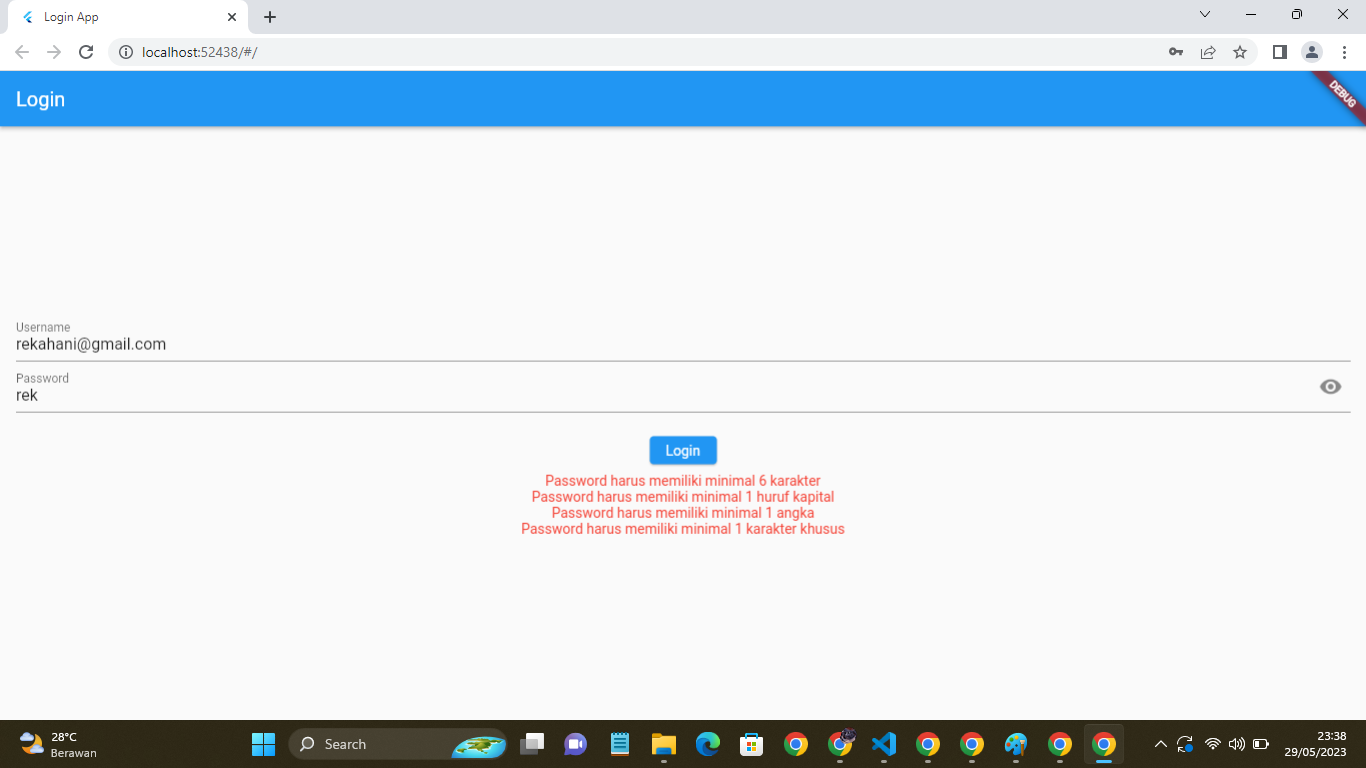 Login App
localhost:52438/#/
Login
DEBUG
Username
rekahani@gmail.com
Password
rek
Login
Password harus memiliki minimal 6 karakter
Password harus memiliki minimal 1 huruf kapital
Password harus memiliki minimal 1 angka
Password harus memiliki minimal 1 karakter khusus
28°C
Berawan
Search
23:38
29/05/2023